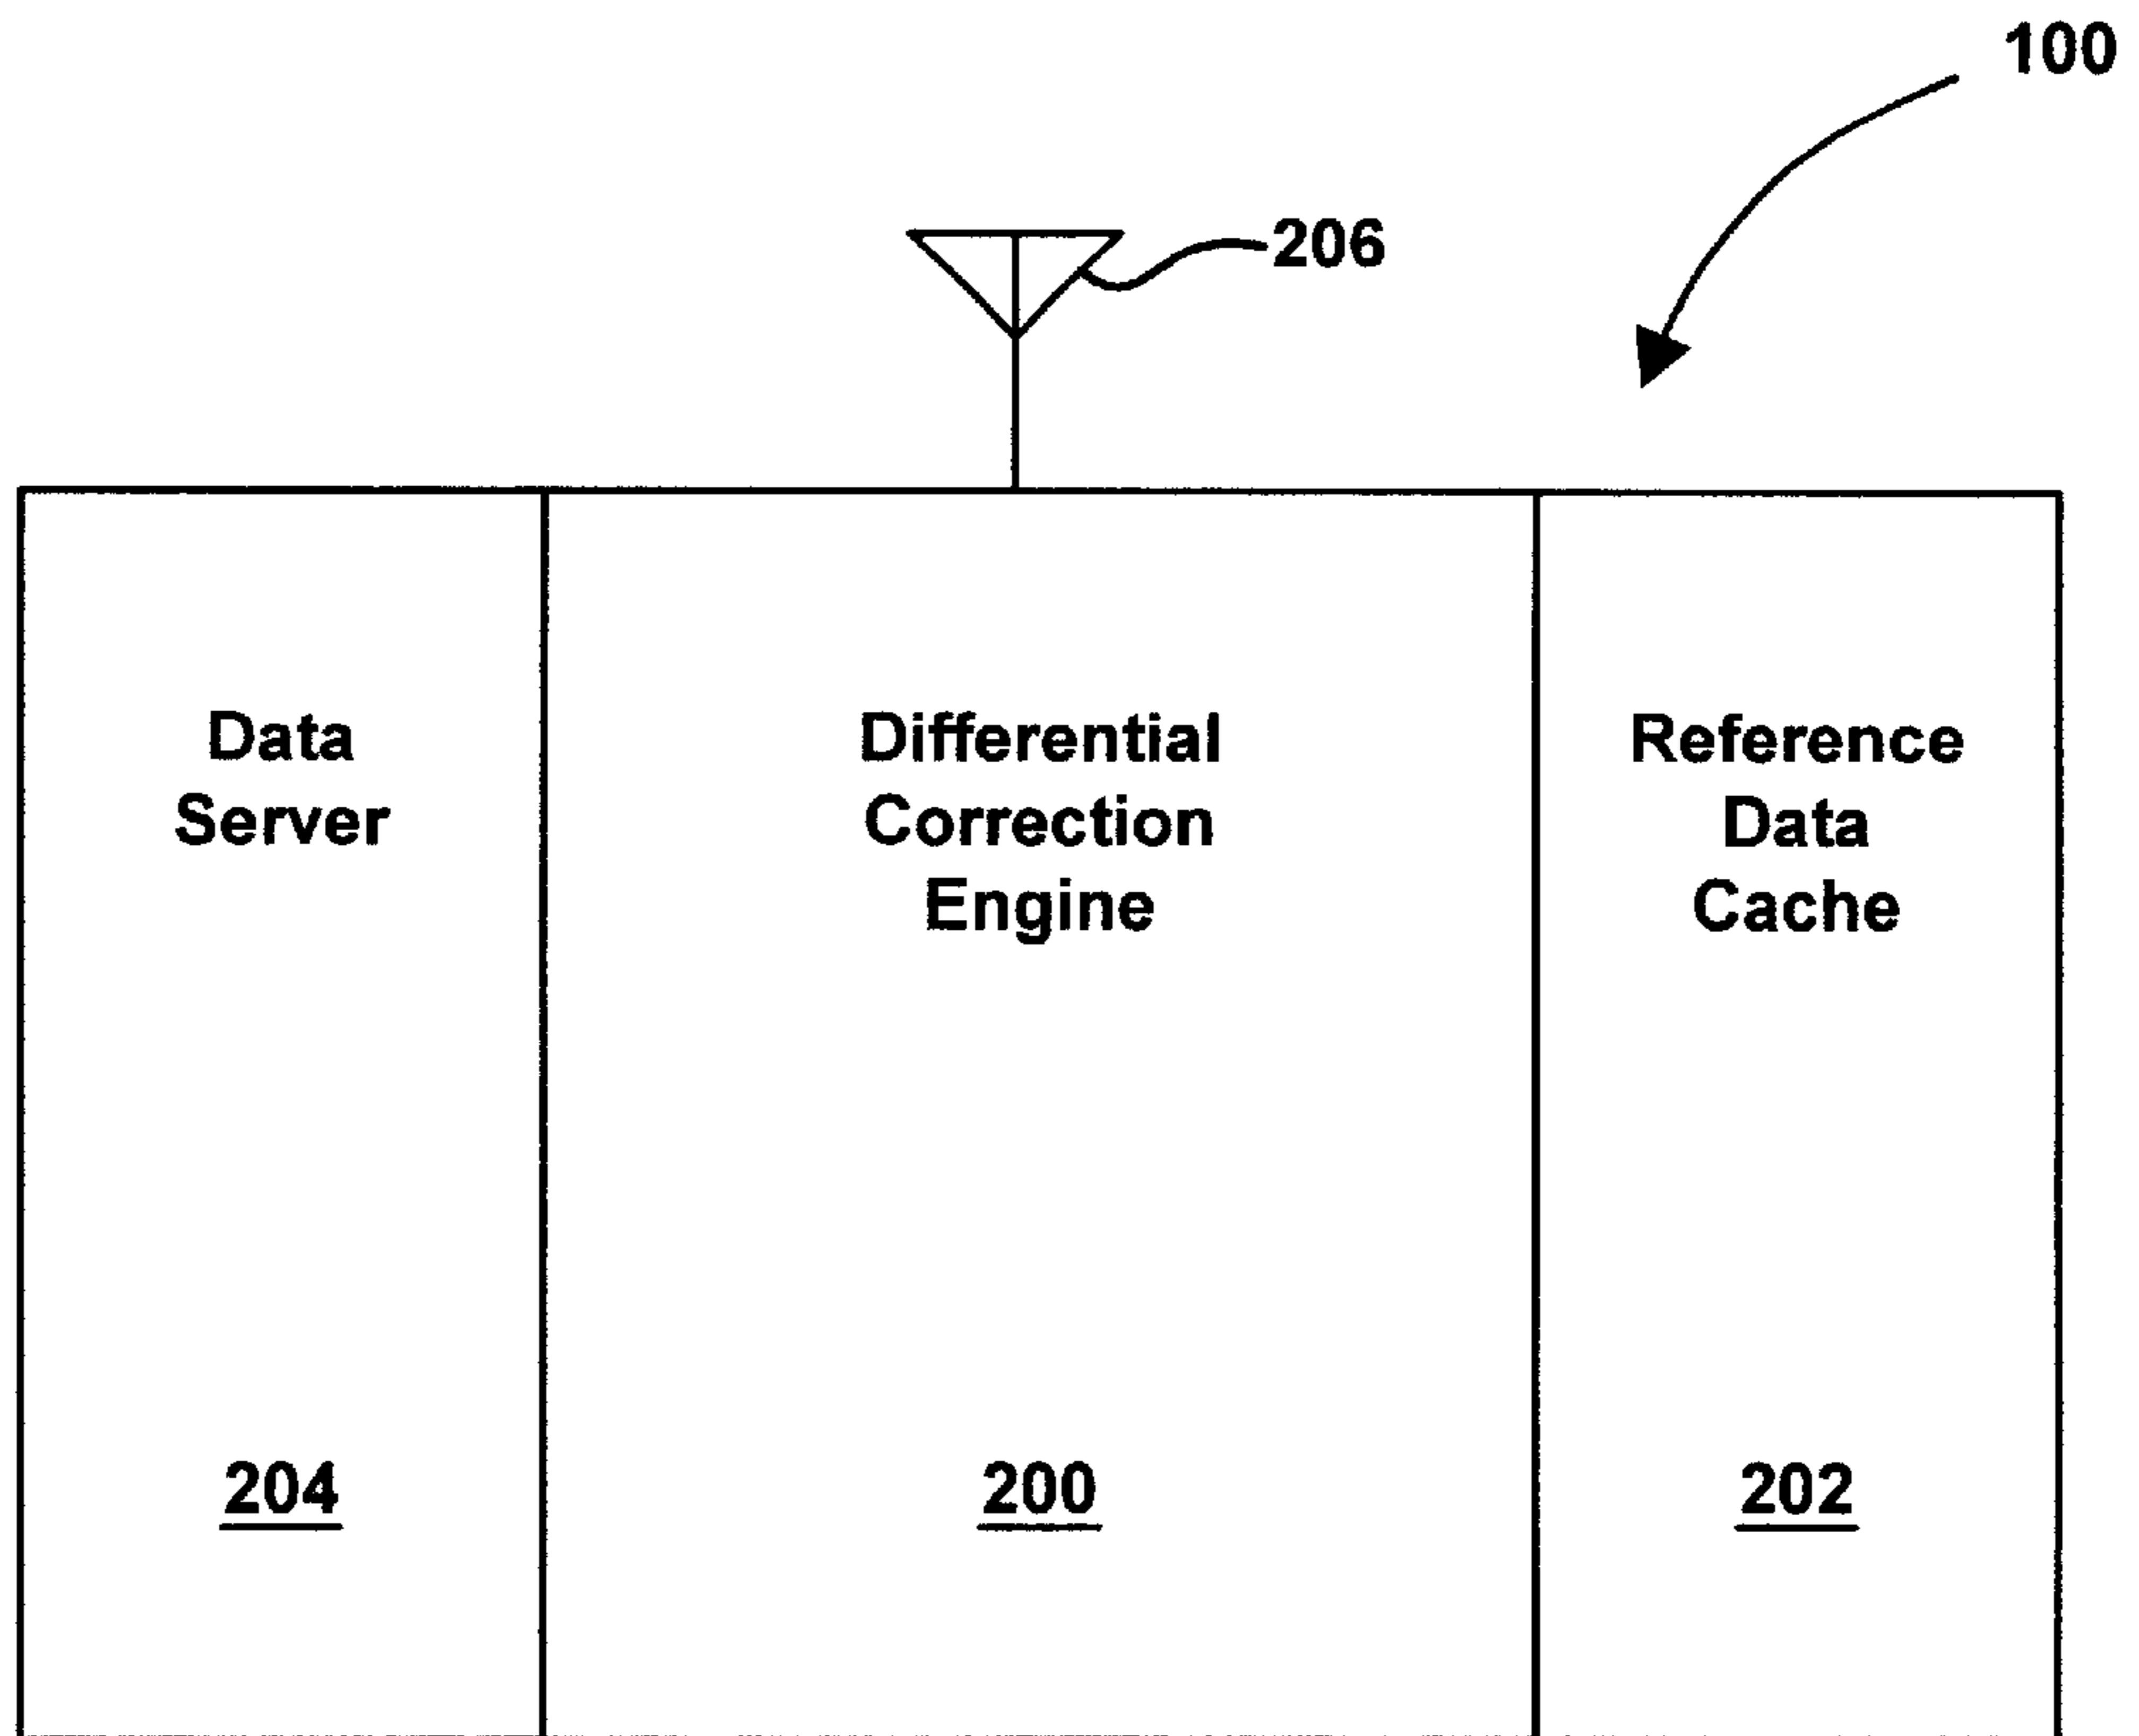 100
206
Data
Server
Differential
Correction
Engine
Reference
Data
Cache
204
200
202